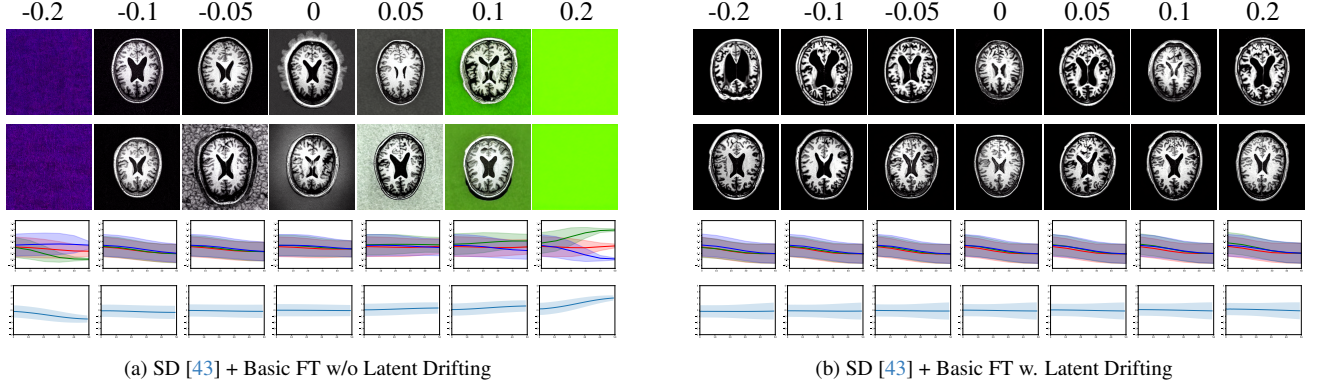 -0.2 -0.1 -0.05 0 0.05 0.1 0.2
-0.2 -0.1 -0.05 0 0.05 0.1 0.2
(a) SD [43] + Basic FT w/o Latent Drifting
(b) SD [43] + Basic FT w. Latent Drifting